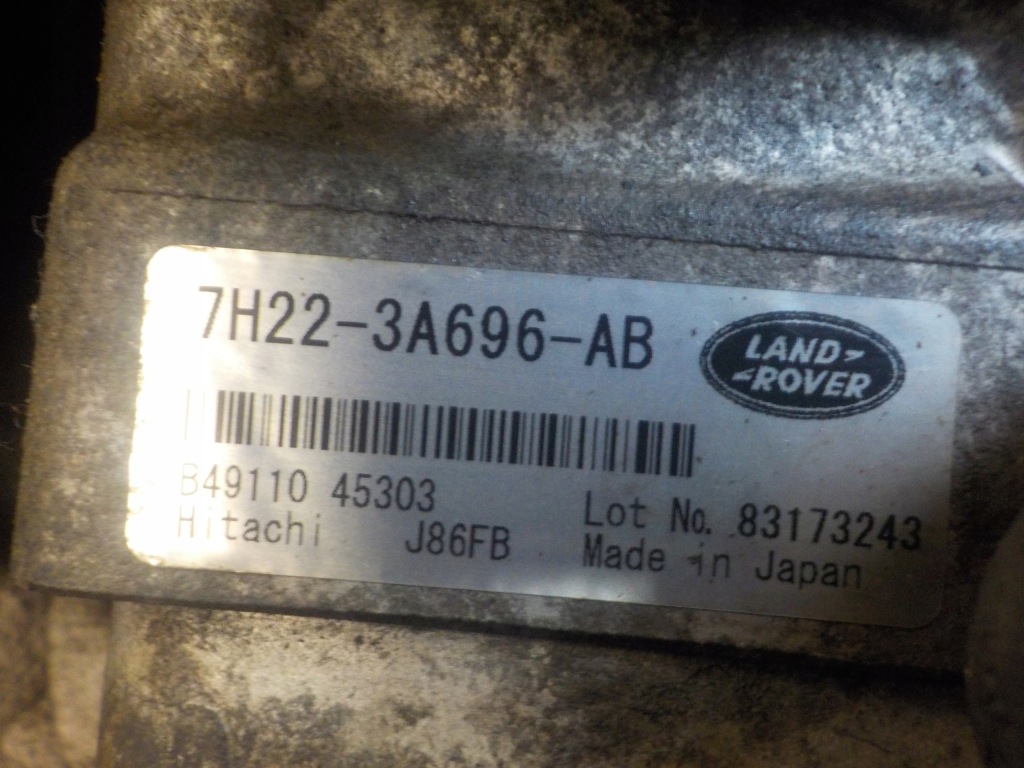 7H22-3A696-AB
LAND
ROVER
B49110 45303
Hitachi J86FB
Lot No. 83173243
Made in Japan